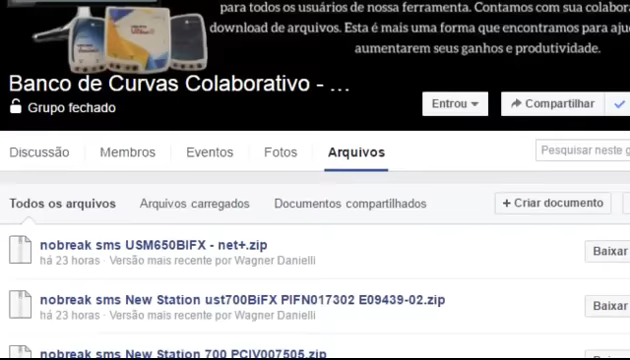 para todos os usuários de nossa ferramenta. Contamos com sua colabora
download de arquivos. Esta é mais uma forma que encontramos para aju
aumentarem seus ganhos e produtividade.
Banco de Curvas Colaborativo - ...
Grupo fechado
Entrou
Compartilhar
Discussão
Membros
Eventos
Fotos
Arquivos
Pesquisar neste g
Todos os arquivos
Arquivos carregados
Documentos compartilhados
+ Criar documento
nobreak sms USM650BIFX - net+.zip
Baixar
há 23 horas · Versão mais recente por Wagner Danielli
nobreak sms New Station ust700BiFX PIFN017302 E09439-02.zip
Baixar
há 23 horas · Versão mais recente por Wagner Danielli
nobreak sms New Station 700 PCIV007505.zip